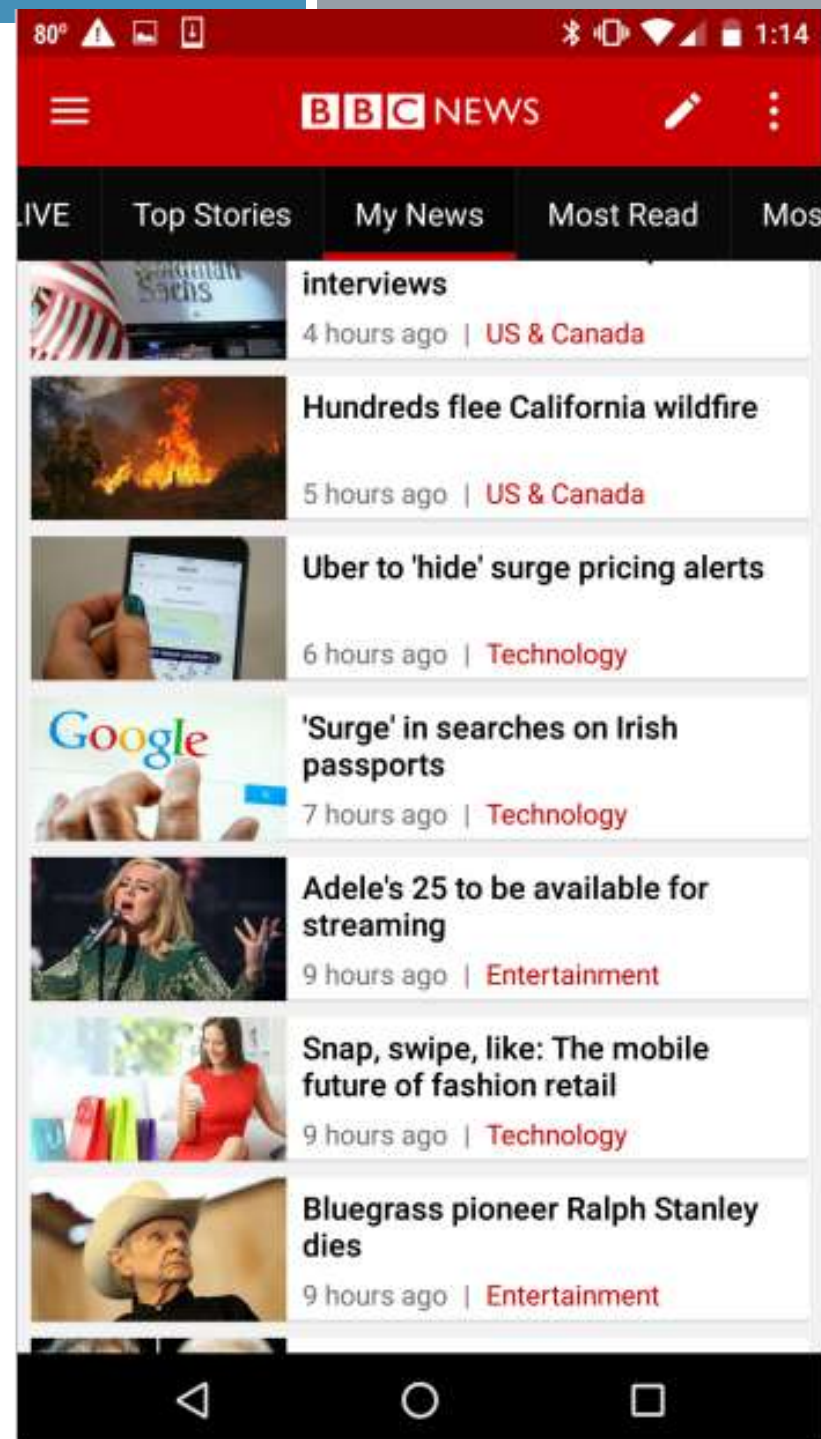 80°
1:14
BBC NEWS
LIVE Top Stories My News Most Read Mos
Sachs
interviews
4 hours ago | US & Canada
Hundreds flee California wildfire
5 hours ago | US & Canada
Uber to 'hide' surge pricing alerts
6 hours ago | Technology
Google
'Surge' in searches on Irish
passports
7 hours ago | Technology
Adele's 25 to be available for
streaming
9 hours ago | Entertainment
Snap, swipe, like: The mobile
future of fashion retail
9 hours ago | Technology
Bluegrass pioneer Ralph Stanley
dies
9 hours ago | Entertainment